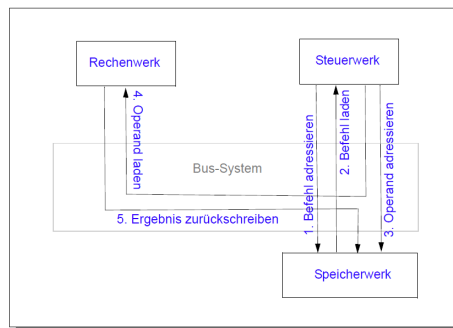 Rechenwerk
Steuerwerk
4. Operand laden
1. Befehl adressieren
2. Befehl laden
3. Operand adressieren
Bus-System
5. Ergebnis zurückschreiben
Speicherwerk